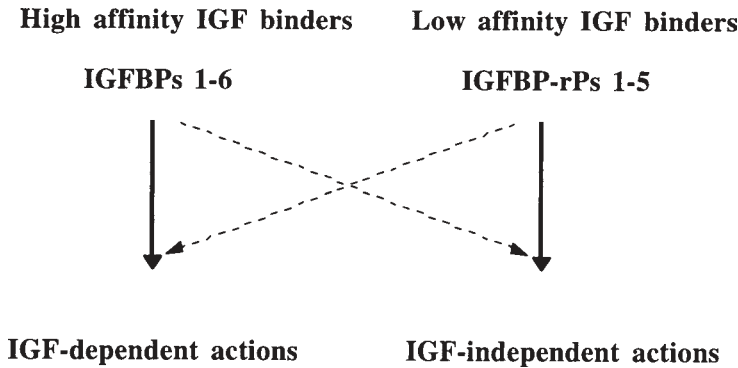 High affinity IGF binders
Low affinity IGF binders
IGFBPs 1-6
IGFBP-rPs 1-5
IGF-dependent actions
IGF-independent actions